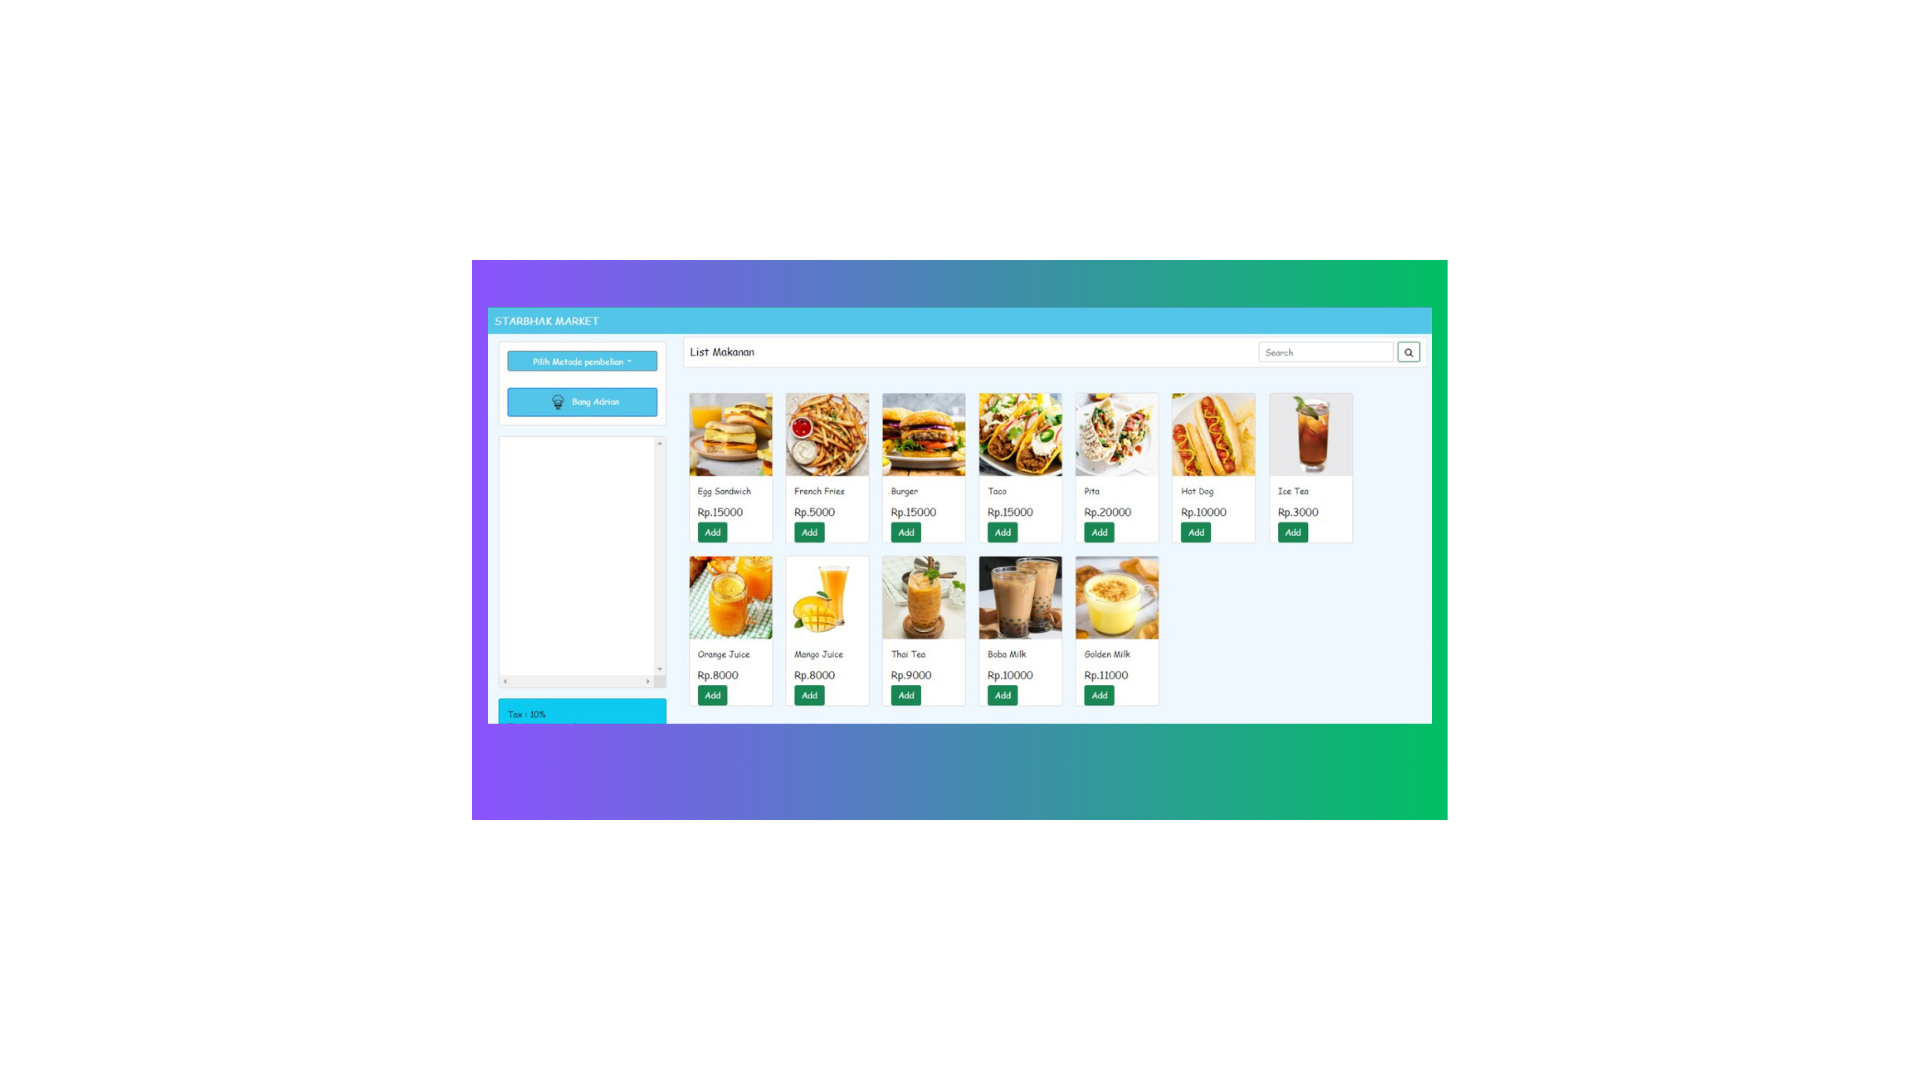 STARBHAK MARKET
Pilih Metode pembelian
Bang Adrian
Tax : 10%
List Makanan
Search
Egg Sandwich
Rp.15000
Add
French Fries
Rp.5000
Add
Burger
Rp.15000
Add
Taco
Rp.15000
Add
Pita
Rp.20000
Add
Hot Dog
Rp.10000
Add
Ice Tea
Rp.3000
Add
Orange Juice
Rp.8000
Add
Mango Juice
Rp.8000
Add
Thai Tea
Rp.9000
Add
Boba Milk
Rp.10000
Add
Golden Milk
Rp.11000
Add